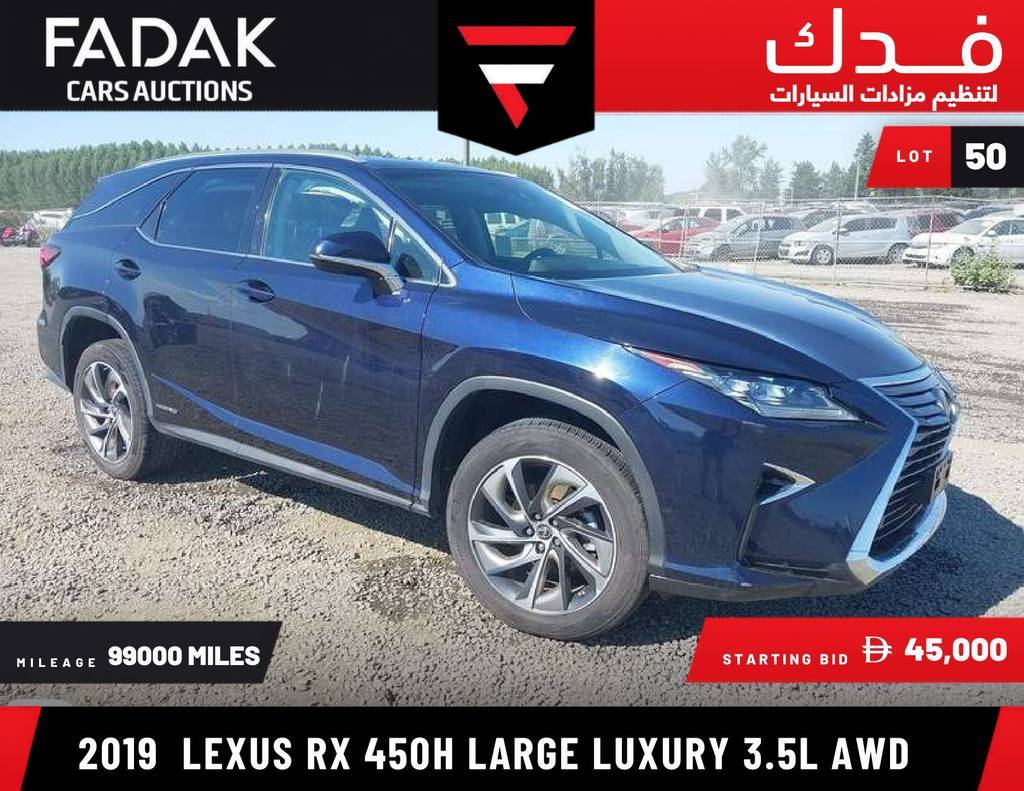 FADAK
CARS AUCTIONS
فدك
لتنظيم مزادات السيارات
LOT 50
MILEAGE 99000 MILES
STARTING BID 45,000
2019 LEXUS RX 450H LARGE LUXURY 3.5L AWD